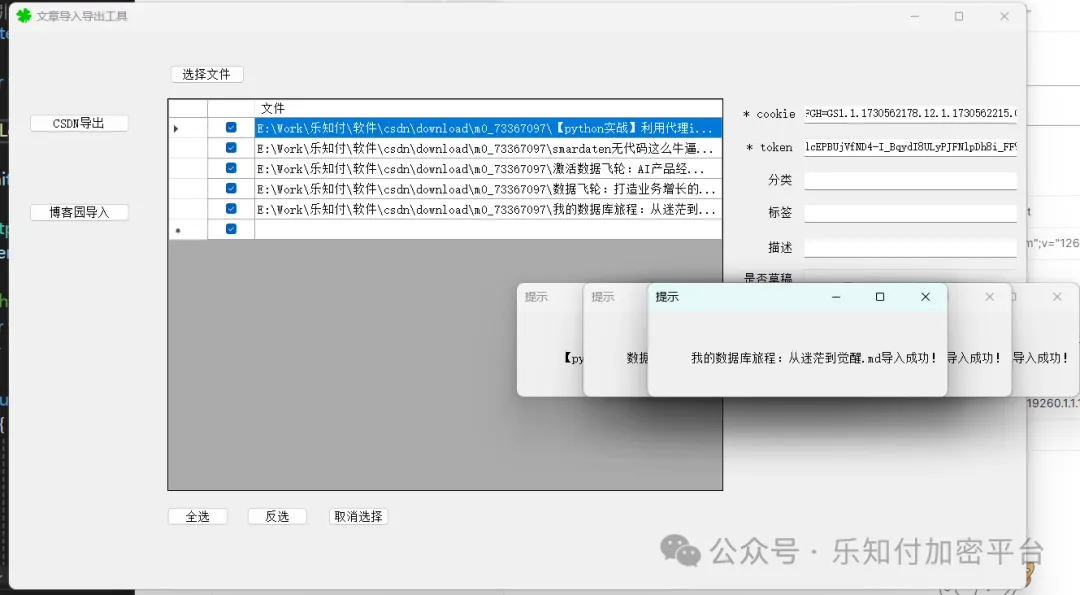 文章导入导出工具
选择文件
CSDN导出
博客园导入
文件
E:\Work\乐知付\软件\csdn\download\m0_73367097\【python实战】利用代理i...
E:\Work\乐知付\软件\csdn\download\m0_73367097\smardaten无代码这么牛逼...
E:\Work\乐知付\软件\csdn\download\m0_73367097\激活数据飞轮：AI产品经...
E:\Work\乐知付\软件\csdn\download\m0_73367097\数据飞轮：打造业务增长的...
E:\Work\乐知付\软件\csdn\download\m0_73367097\我的数据库旅程：从迷茫到...
* cookie
GH=GS1.1.1730562178.12.1.1730562215.
* token
lcEPBUjVfND4-I_BqydI8ULyPJFNlpDh8i_FF
分类
标签
描述
是否草稿
提示
提示
提示
【py
数据
我的数据库旅程：从迷茫到觉醒.md导入成功！
导入成功！
导入成功！
m";v="126
19260.1.1.1
全选
反选
取消选择
公众号 · 乐知付加密平台